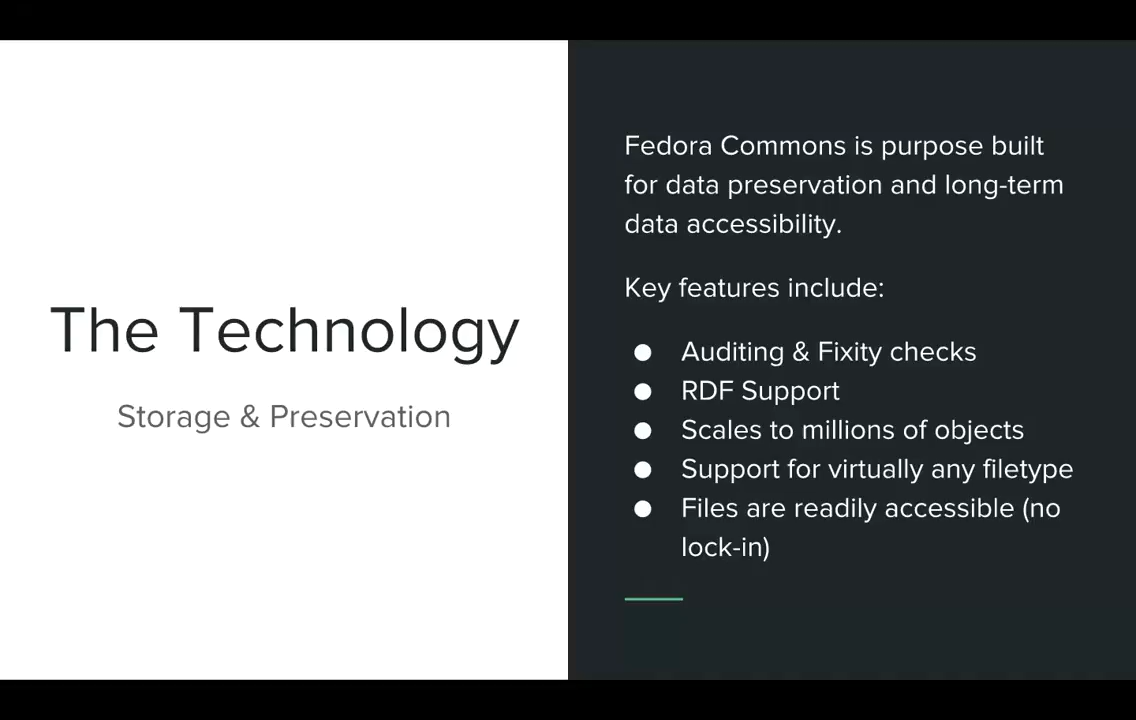 The Technology
Storage & Preservation
Fedora Commons is purpose built
for data preservation and long-term
data accessibility.
Key features include:
● Auditing & Fixity checks
● RDF Support
● Scales to millions of objects
● Support for virtually any filetype
● Files are readily accessible (no
lock-in)